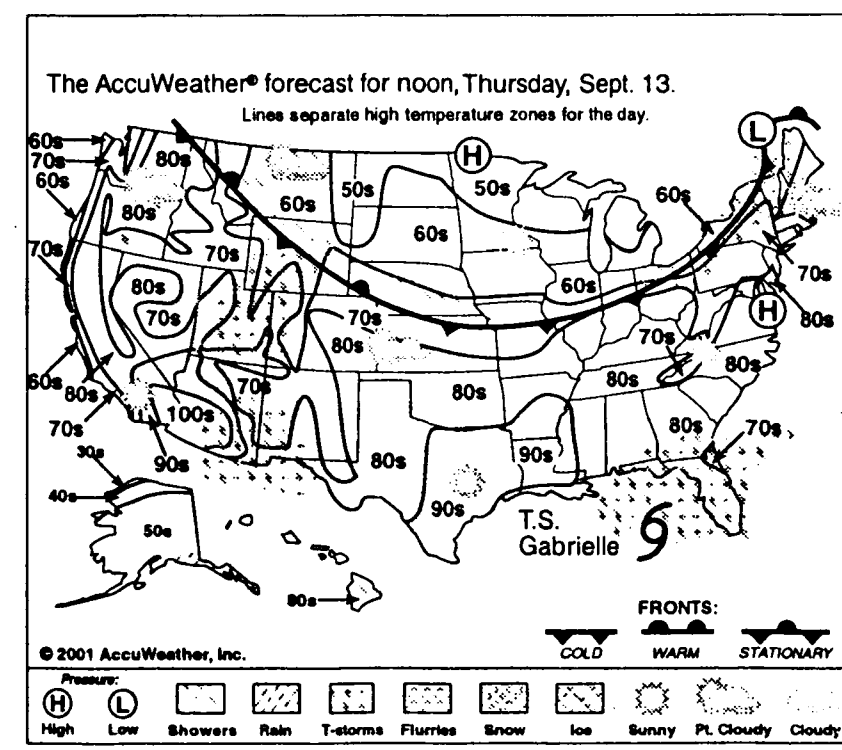 The AccuWeather® forecast for noon, Thursday, Sept. 13.
Lines separate high temperature zones for the day.
60s
70s
60s
80s
80s
60s
50s
50s
60s
60s
70s
70s
80s
70s
60s
70s
80s
70s
80s
70s
80s
80s
60s
80s
70s
80s
80s
70s
100s
90s
80s
80s
70s
90s
90s
30s
40s
50s
80s
H
L
H
T.S.
Gabrielle
FRONTS:
COLD WARM STATIONARY
© 2001 AccuWeather, Inc.
Pressure:
H L
High Low Showers Rain T-storms Flurries Snow Ice Sunny Pt. Cloudy Cloudy